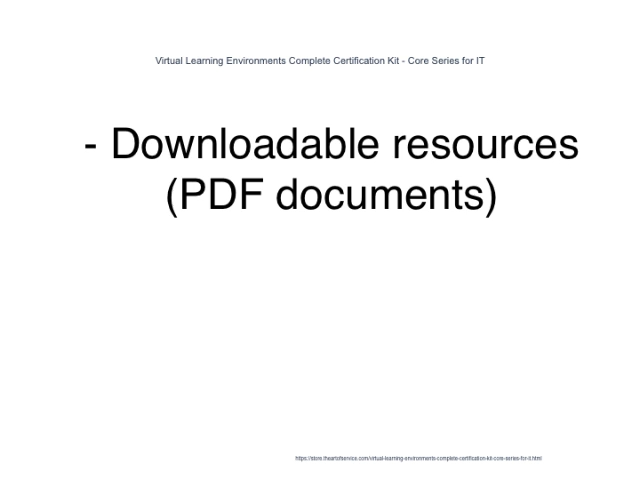 Virtual Learning Environments Complete Certification Kit - Core Series for IT
- Downloadable resources
(PDF documents)
https://store.theartofservice.com/virtual-learning-environments-complete-certification-kit-core-series-for-it.html